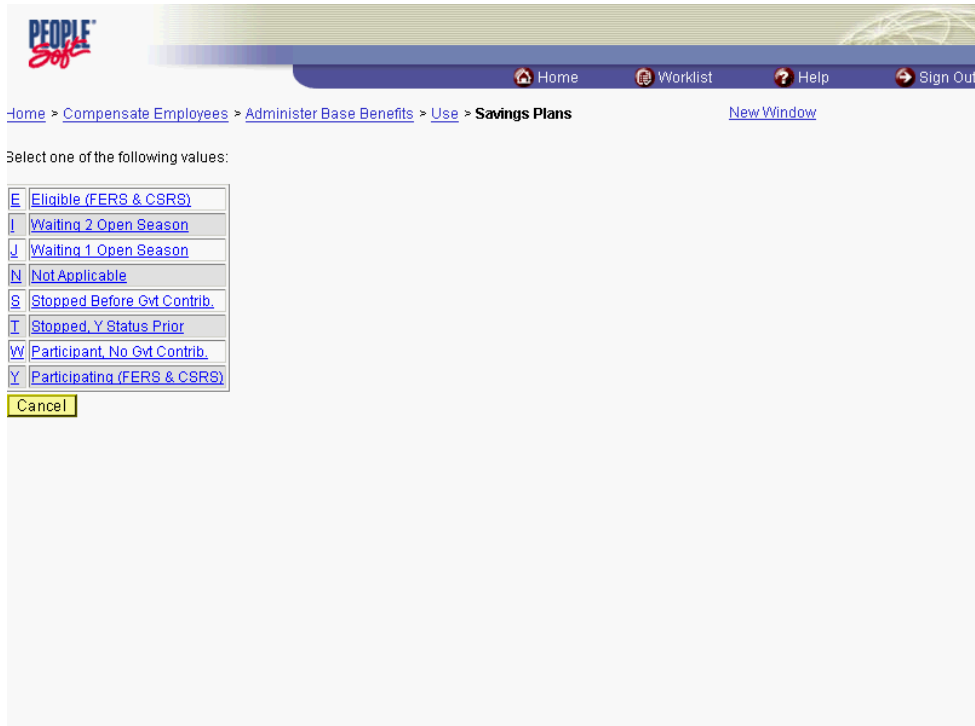 PEOPLE
Soft
Home Worklist Help Sign Out
Home > Compensate Employees > Administer Base Benefits > Use > Savings Plans New Window
Select one of the following values:
E Eligible (FERS & CSRS)
I Waiting 2 Open Season
J Waiting 1 Open Season
N Not Applicable
S Stopped Before Gvt Contrib.
T Stopped, Y Status Prior
W Participant, No Gvt Contrib.
Y Participating (FERS & CSRS)
Cancel